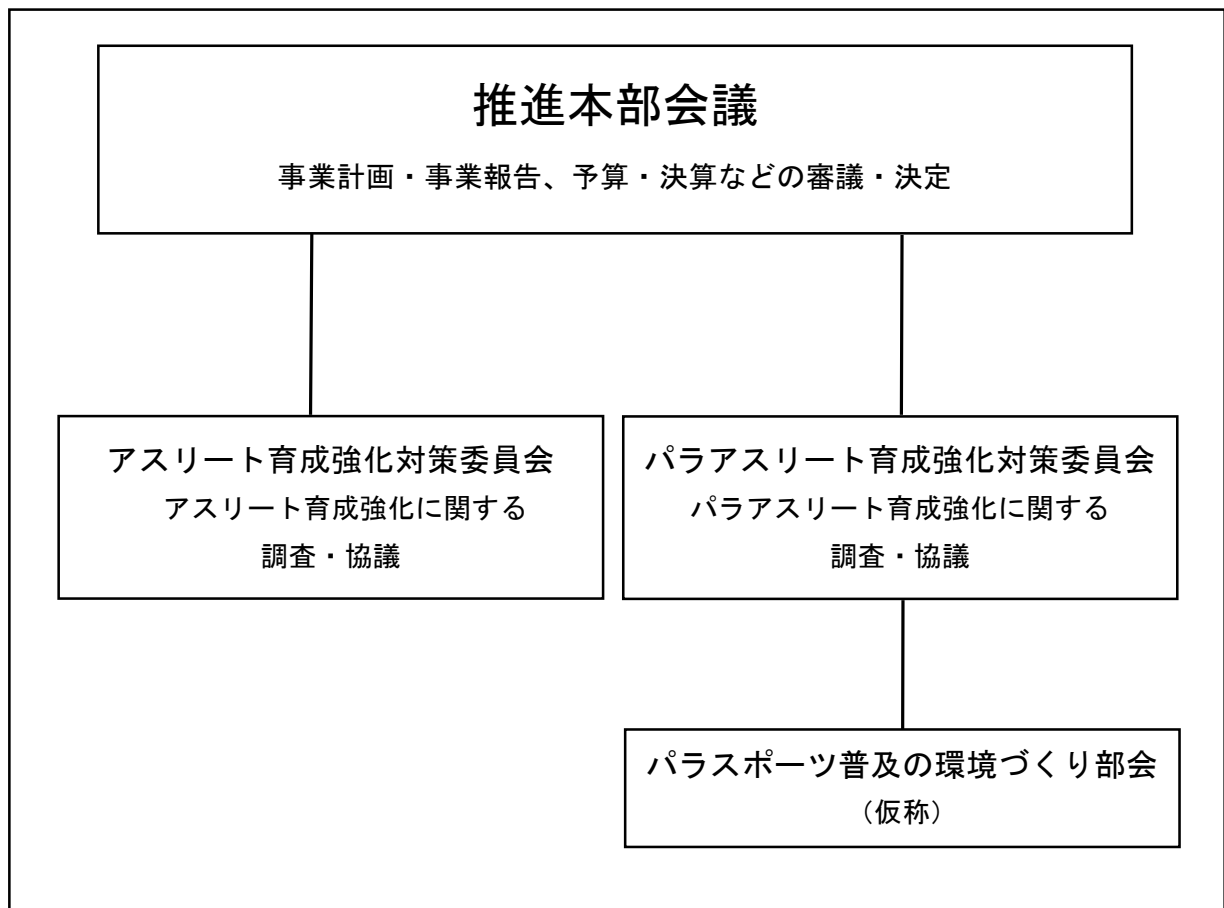 推進本部会議
事業計画・事業報告、予算・決算などの審議・決定
アスリート育成強化対策委員会
アスリート育成強化に関する
調査・協議
パラアスリート育成強化対策委員会
パラアスリート育成強化に関する
調査・協議
パラスポーツ普及の環境づくり部会
（仮称）